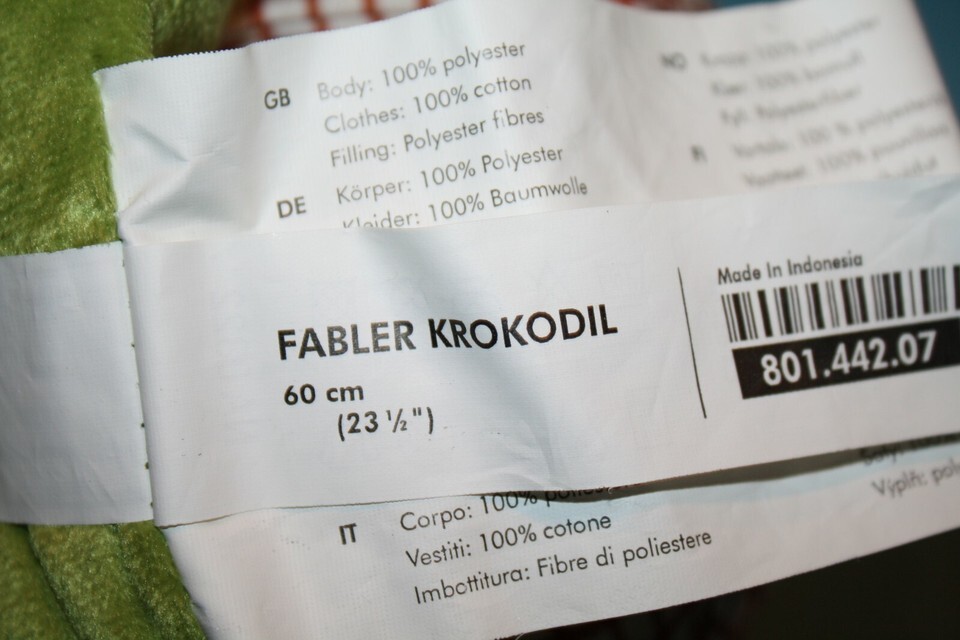 GB Body: 100% polyester
Clothes: 100% cotton
Filling: Polyester fibres
DE Körper: 100% Polyester
Kleider: 100% Baumwolle
NO
FABLER KROKODIL
60 cm
(23 ½")
Made In Indonesia
801.442.07
IT Corpo: 100%
Vestiti: 100% cotone
Imbottitura: Fibre di poliestere
Výplň: